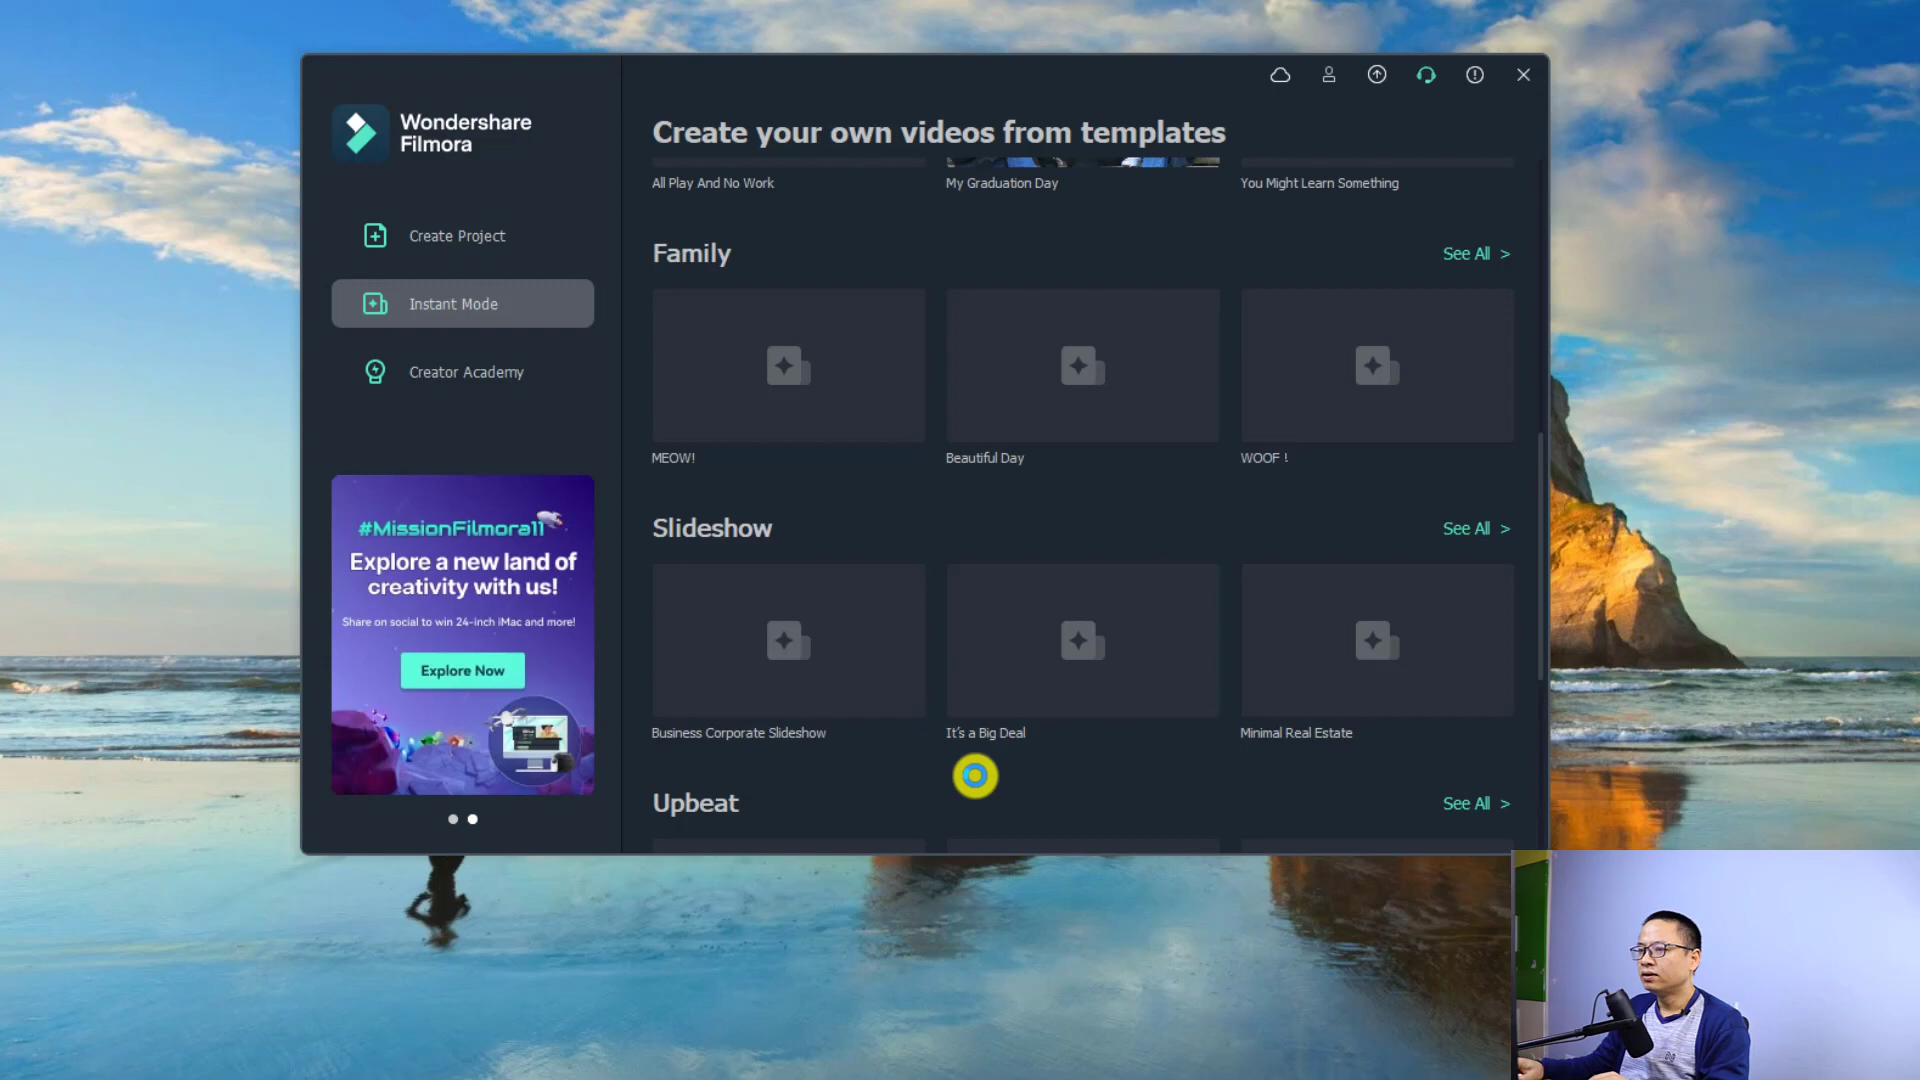 Wondershare
Filmora
Create Project
Instant Mode
Creator Academy
#MissionFilmora11
Explore a new land of
creativity with us!
Share on social to win 24-inch iMac and more!
Explore Now
Create your own videos from templates
All Play And No Work
My Graduation Day
You Might Learn Something
Family
See All >
MEOW!
Beautiful Day
WOOF !
Slideshow
See All >
Business Corporate Slideshow
It's a Big Deal
Minimal Real Estate
Upbeat
See All >